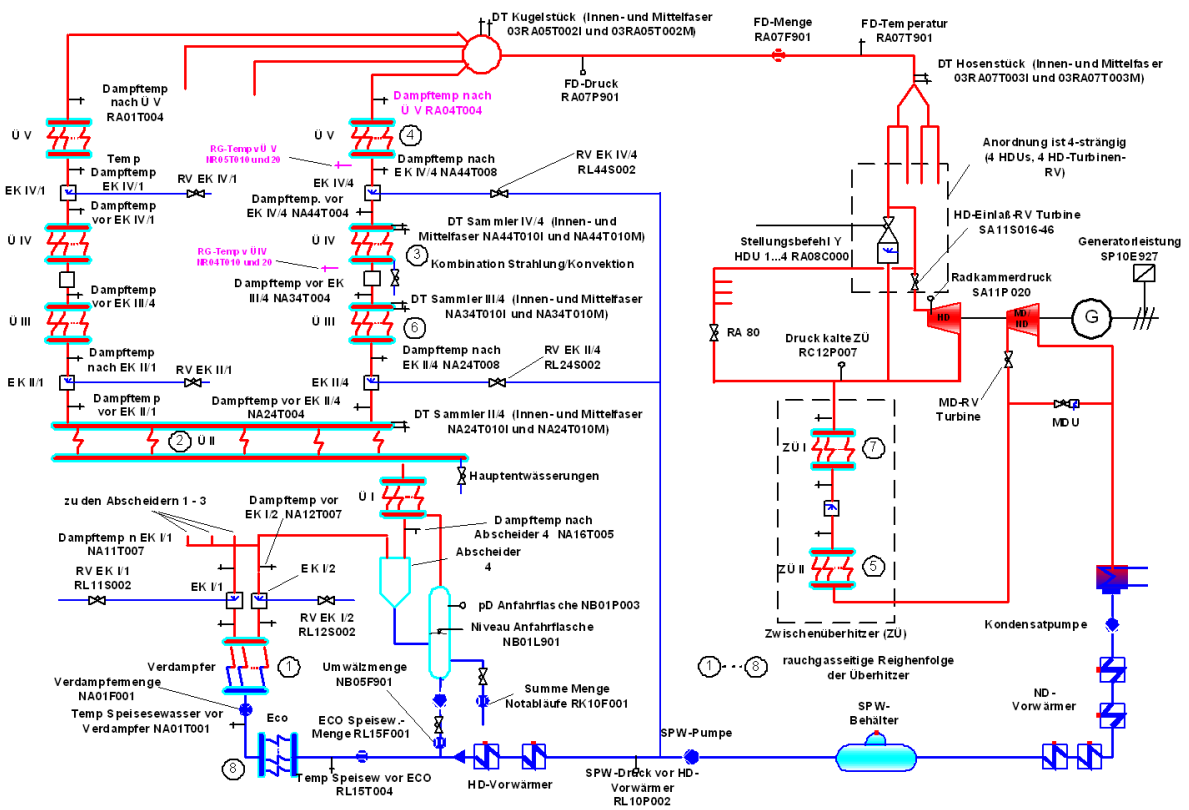 DT Kugelstück (Innen- und Mittelfaser
03RA05T002I und 03RA05T002M)
FD-Menge
RA07F901
FD-Temperatur
RA07T901
FD-Druck
RA07P901
DT Hosenstück (Innen- und Mittelfaser
03RA07T003I und 03RA07T003M)
Dampftemp
nach Ü V
RA01T004
Dampftemp nach
Ü V RA04T004
Ü V
Ü V
4
RG-Temp v Ü V
NR05T010 und 20
Temp
Dampftemp
EK IV/1
RV EK IV/1
EK IV/1
Dampftemp nach
EK IV/4 NA44T008
RV EK IV/4
RL44S002
EK IV/4
Dampftemp
vor EK IV/1
Dampftemp. vor
EK IV/4 NA44T004
Anordnung ist 4-strängig
(4 HDUs, 4 HD-Turbinen-
RV)
DT Sammler IV/4 (Innen- und
Mittelfaser NA44T010I und NA44T010M)
Ü IV
Ü IV
3
Kombination Strahlung/Konvektion
RG-Temp v Ü IV
NR04T010 und 20
Stellungsbefehl Y
HDU 1...4 RA08C000
HD-Einlaß-RV Turbine
SA11S016-46
Generatorleistung
SP10E927
Radkammerdruck
SA11P020
Dampftemp
vor EK III/4
Dampftemp vor EK
III/4 NA34T004
DT Sammler III/4 (Innen- und Mittelfaser
NA34T010I und NA34T010M)
Ü III
Ü III
6
HD
MD/
HD
G
RA 80
Druck kalte ZÜ
RC12P007
Dampftemp
nach EK II/1
RV EK II/1
EK II/1
Dampftemp nach
EK II/4 NA24T008
RV EK II/4
RL24S002
EK II/4
Dampftemp
vor EK II/1
Dampftemp vor EK II/4
NA24T004
MD-RV
Turbine
MDU
DT Sammler II/4 (Innen- und Mittelfaser
NA24T010I und NA24T010M)
2
Ü II
Hauptentwässerungen
ZÜ I
7
Ü I
zu den Abscheidern 1 - 3
Dampftemp vor
EK I/2 NA12T007
Dampftemp n EK I/1
NA11T007
Dampftemp nach
Abscheider 4 NA16T005
Abscheider
4
RV EK I/1
RL11S002
EK I/1
EK I/2
RV EK I/2
RL12S002
ZÜ II
5
pD Anfahrflasche NB01P003
Niveau Anfahrflasche
NB01L901
Zwischenüberhitzer (ZÜ)
Kondensatpumpe
Verdampfer
1
Umwälzmenge
NB05F901
1
8
rauchgasseitige Reighenfolge
der Überhitzer
Verdampfermenge
NA01F001
Temp Speisesewasser vor
Verdampfer NA01T001
Summe Menge
Notabläufe RK10F001
ND-
Vorwärmer
Eco
ECO Speisew.-
Menge RL15F001
SPW-
Behälter
SPW-Pumpe
8
Temp Speisew vor ECO
RL15T004
HD-Vorwärmer
SPW-Druck vor HD-
Vorwärmer
RL10P002